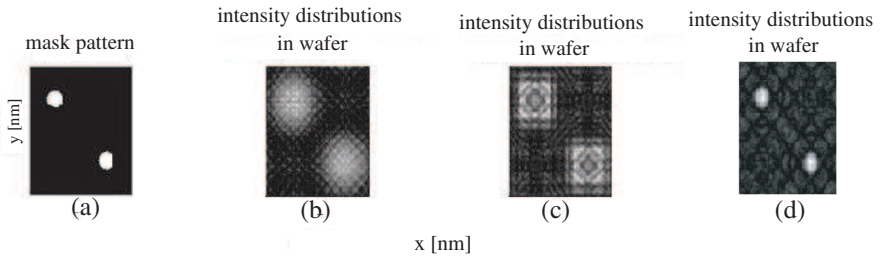 mask pattern
intensity distributions
in wafer
intensity distributions
in wafer
intensity distributions
in wafer
y [nm]
(a)
(b)
(c)
(d)
x [nm]